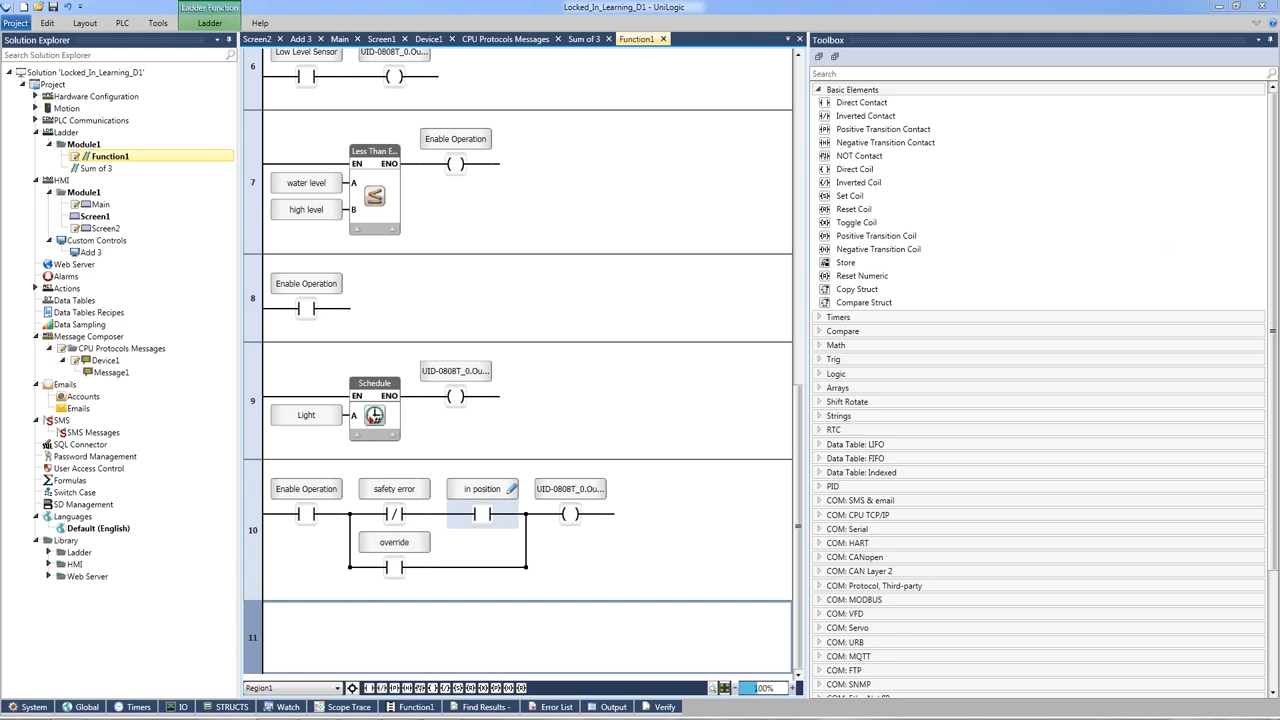 Ladder Function
Locked_In_Learning_D1 - UniLogic
Project Edit Layout PLC Tools Ladder Help
Solution Explorer
Search Solution Explorer
Solution 'Locked_In_Learning_D1'
Project
Hardware Configuration
Motion
PLC Communications
Ladder
Module1
Function1
Sum of 3
HMI
Module1
Main
Screen1
Screen2
Custom Controls
Add 3
Web Server
Alarms
Actions
Data Tables
Data Tables Recipes
Data Sampling
Message Composer
CPU Protocols Messages
Device1
Message1
Emails
Accounts
Emails
SMS
SMS Messages
SQL Connector
Password Management
User Access Control
Formulas
Switch Case
SD Management
Languages
Default (English)
Library
Ladder
HMI
Web Server
Screen2 Add 3 Main Screen1 Device1 CPU Protocols Messages Sum of 3 Function1
6
Low Level Sensor UID-0808T_0.Ou...
7
Enable Operation
Less Than E...
EN ENO
water level A
high level B
8
Enable Operation
9
UID-0808T_0.Ou...
Schedule
EN ENO
Light A
10
Enable Operation safety error in position UID-0808T_0.Ou...
override
11
Region1
100%
Toolbox
Search
Basic Elements
Direct Contact
Inverted Contact
Positive Transition Contact
Negative Transition Contact
NOT Contact
Direct Coil
Inverted Coil
Set Coil
Reset Coil
Toggle Coil
Positive Transition Coil
Negative Transition Coil
Store
Reset Numeric
Copy Struct
Compare Struct
Timers
Compare
Math
Trig
Logic
Arrays
Shift Rotate
Strings
RTC
Data Table: LIFO
Data Table: FIFO
Data Table: Indexed
PID
COM: SMS & email
COM: CPU TCP/IP
COM: Serial
COM: HART
COM: CANopen
COM: CAN Layer 2
COM: Protocol, Third-party
COM: MODBUS
COM: VFD
COM: Servo
COM: URB
COM: MQTT
COM: FTP
COM: SNMP
System Global Timers IO STRUCTS Watch Scope Trace Function1 Find Results - Error List Output Verify